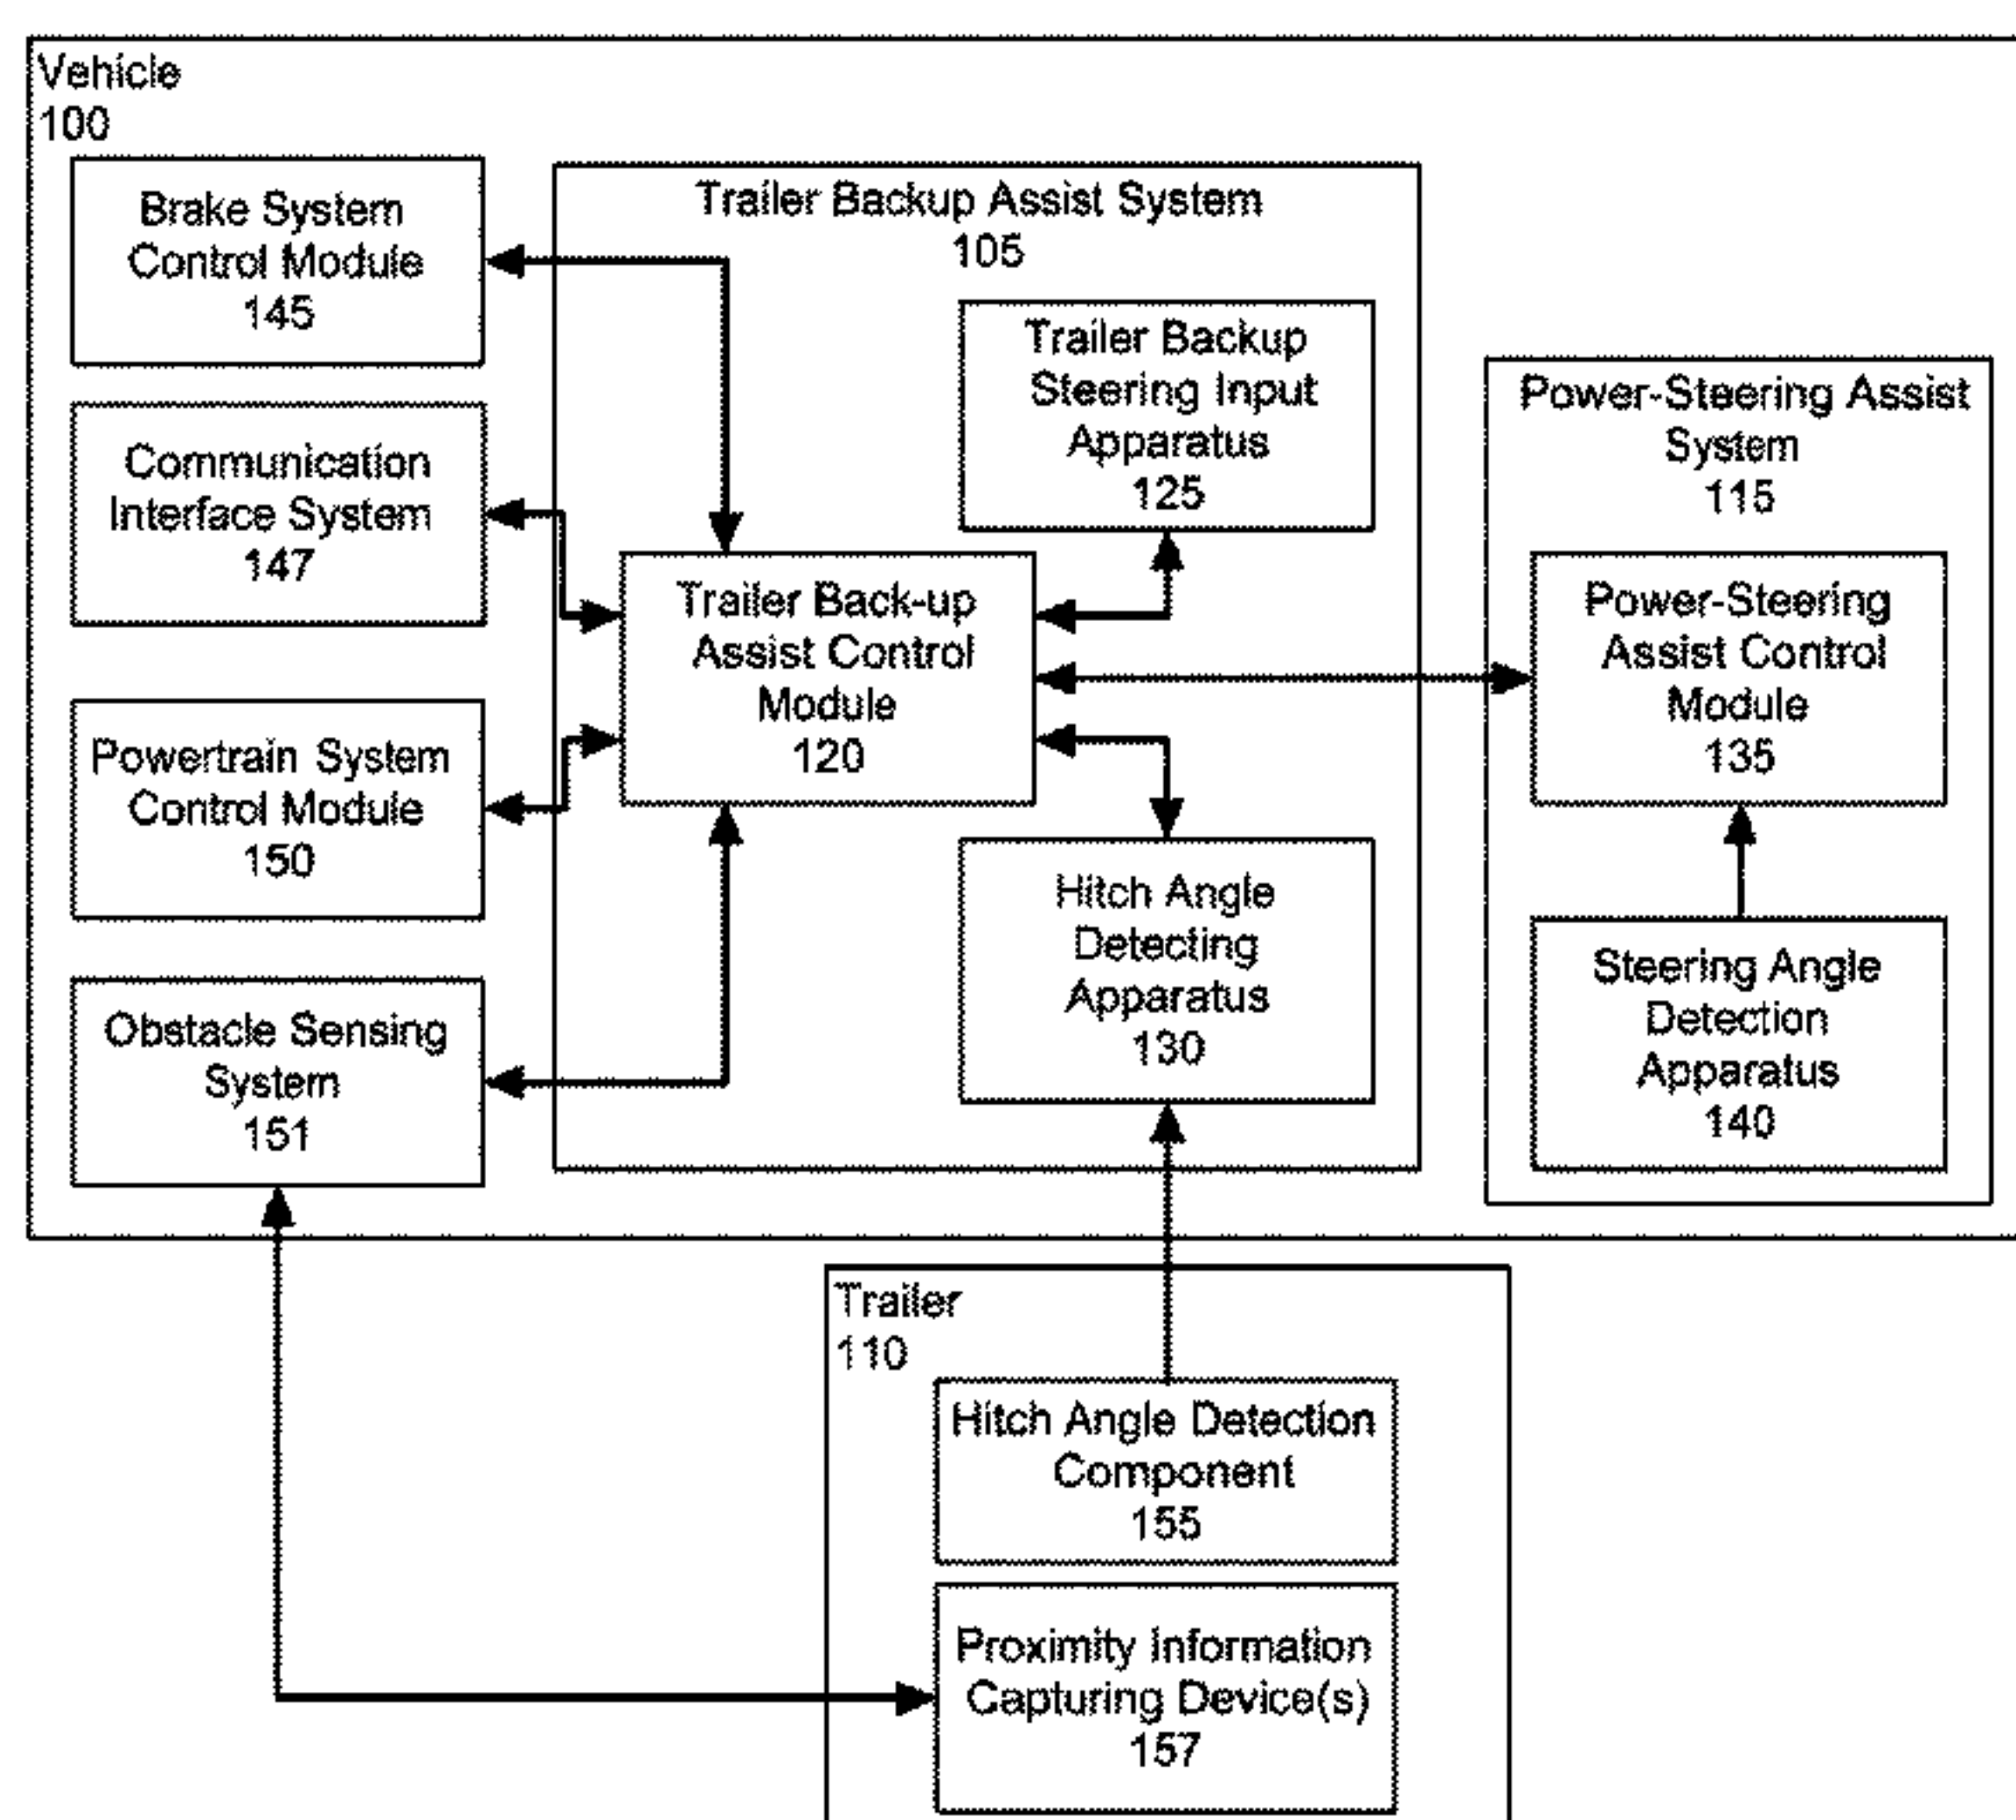 Vehicle
100
Brake System
Control Module
145
Communication
Interface System
147
Powertrain System
Control Module
150
Obstacle Sensing
System
151
Trailer Backup Assist System
105
Trailer Backup
Steering Input
Apparatus
125
Trailer Back-up
Assist Control
Module
120
Hitch Angle
Detecting
Apparatus
130
Power-Steering Assist
System
115
Power-Steering
Assist Control
Module
135
Steering Angle
Detection
Apparatus
140
Trailer
110
Hitch Angle Detection
Component
155
Proximity Information
Capturing Device(s)
157